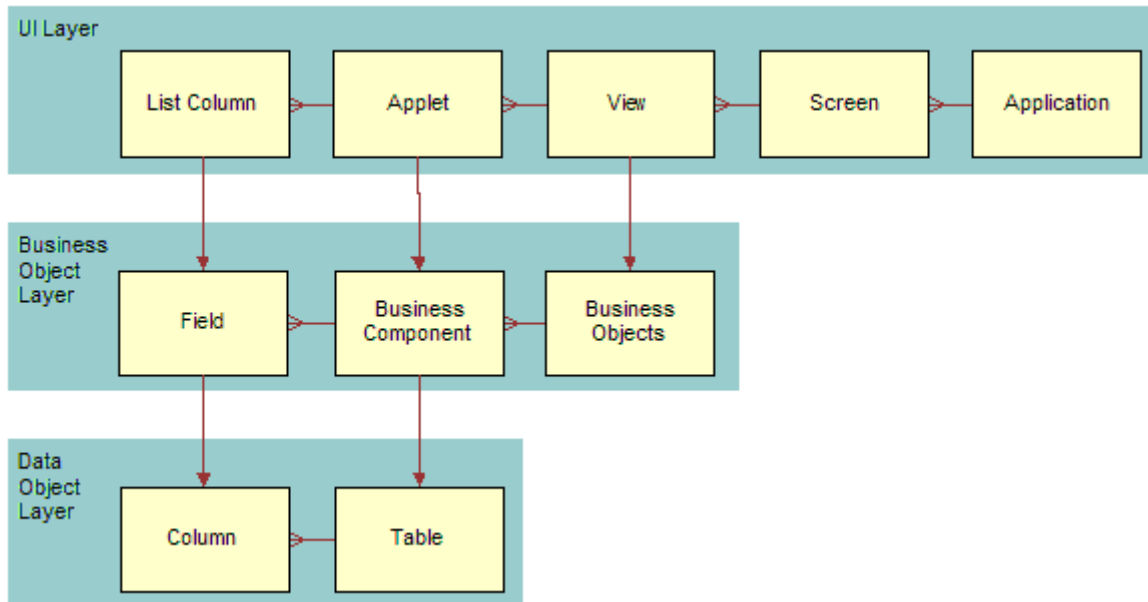 UI Layer
List Column
Applet
View
Screen
Application
Business
Object
Layer
Field
Business
Component
Business
Objects
Data
Object
Layer
Column
Table